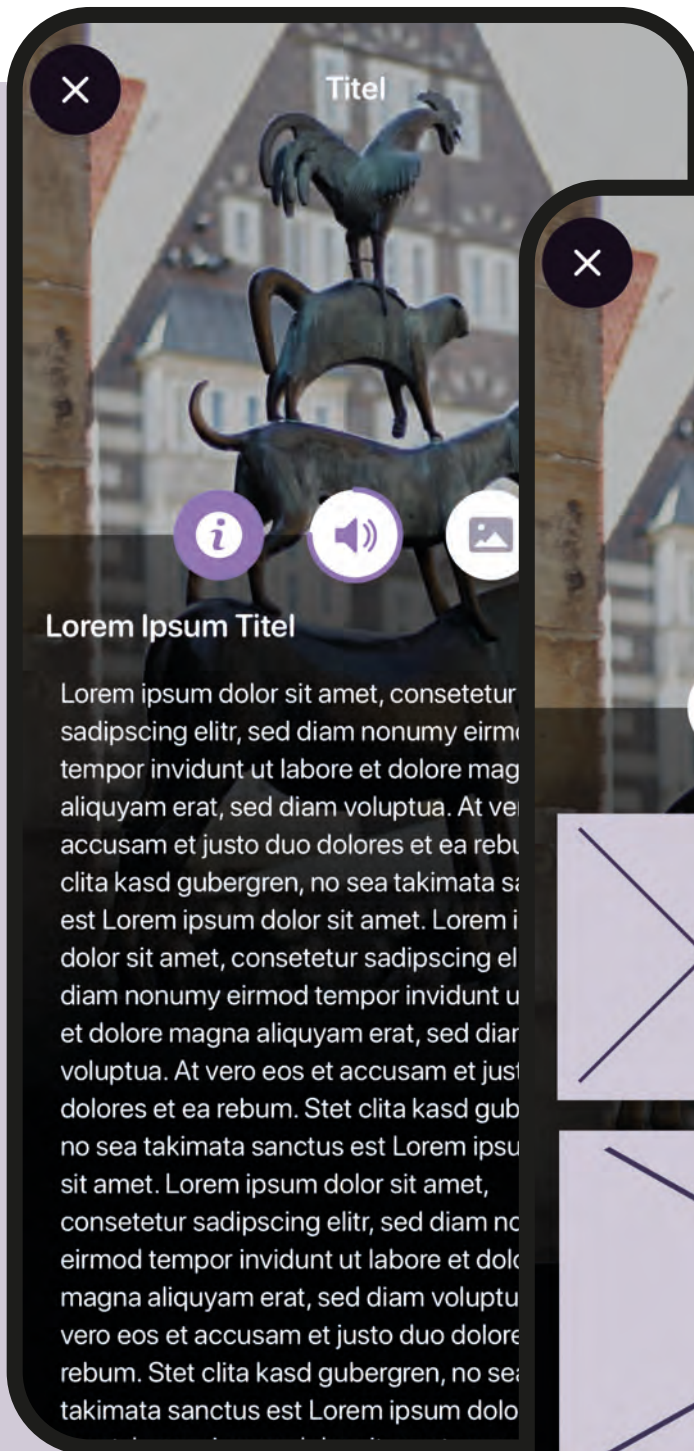 Titel
Lorem Ipsum Titel
Lorem ipsum dolor sit amet, consetetur
sadipscing elitr, sed diam nonumy
tempor invidunt ut labore et dolore
aliquyam erat, sed diam voluptua. At
accusam et justo duo dolores et ea
clita kasd gubergren, no sea takimata
est Lorem ipsum dolor sit amet. Lorem
dolor sit amet, consetetur sadipscing
diam nonumy eirmod tempor invidunt
et dolore magna aliquyam erat, sed
voluptua. At vero eos et accusam et
dolores et ea rebum. Stet clita kasd
no sea takimata sanctus est Lorem
sit amet. Lorem ipsum dolor sit amet,
consetetur sadipscing elitr, sed diam
eirmod tempor invidunt ut labore et
magna aliquyam erat, sed diam
vero eos et accusam et justo duo
rebum. Stet clita kasd gubergren, no
takimata sanctus est Lorem ipsum